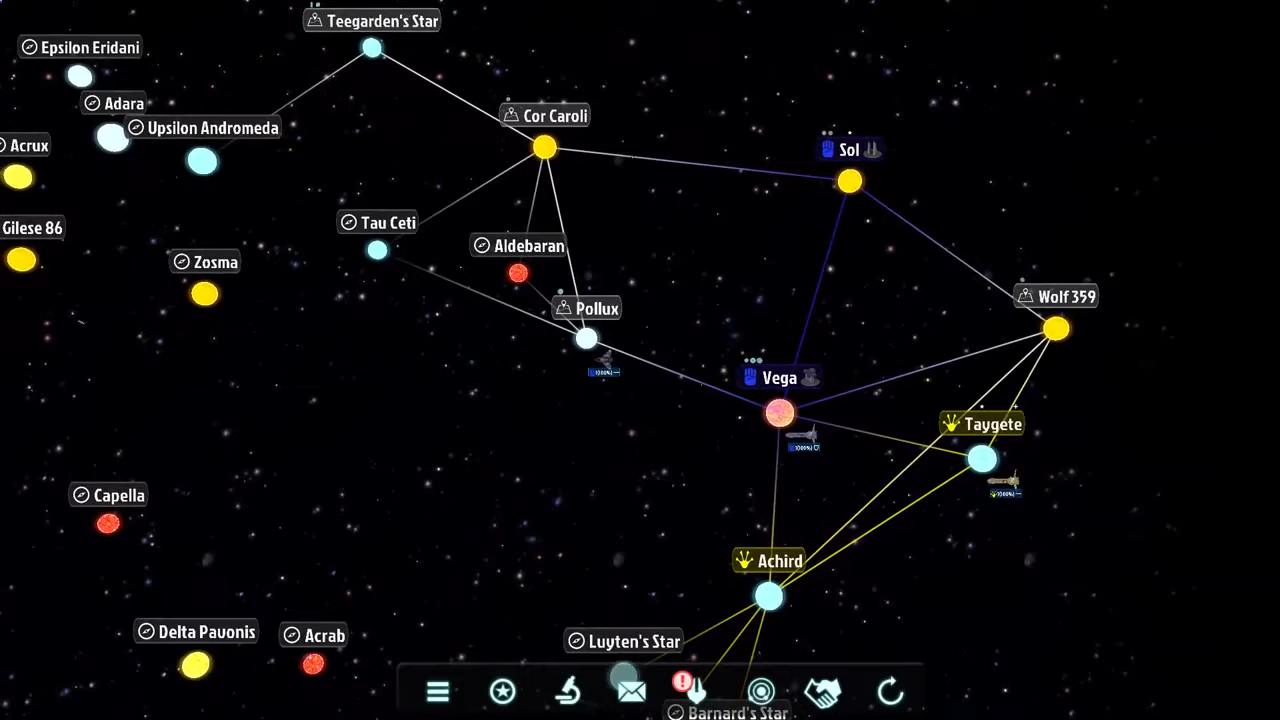 Teegarden's Star
Epsilon Eridani
Adara
Cor Caroli
Upsilon Andromeda
Acrux
Sol
Tau Ceti
Gilese 86
Aldebaran
Zosma
Wolf 359
Pollux
Vega
Taygete
Capella
Achird
Delta Pavonis
Acrab
Luyten's Star
Barnard's Star